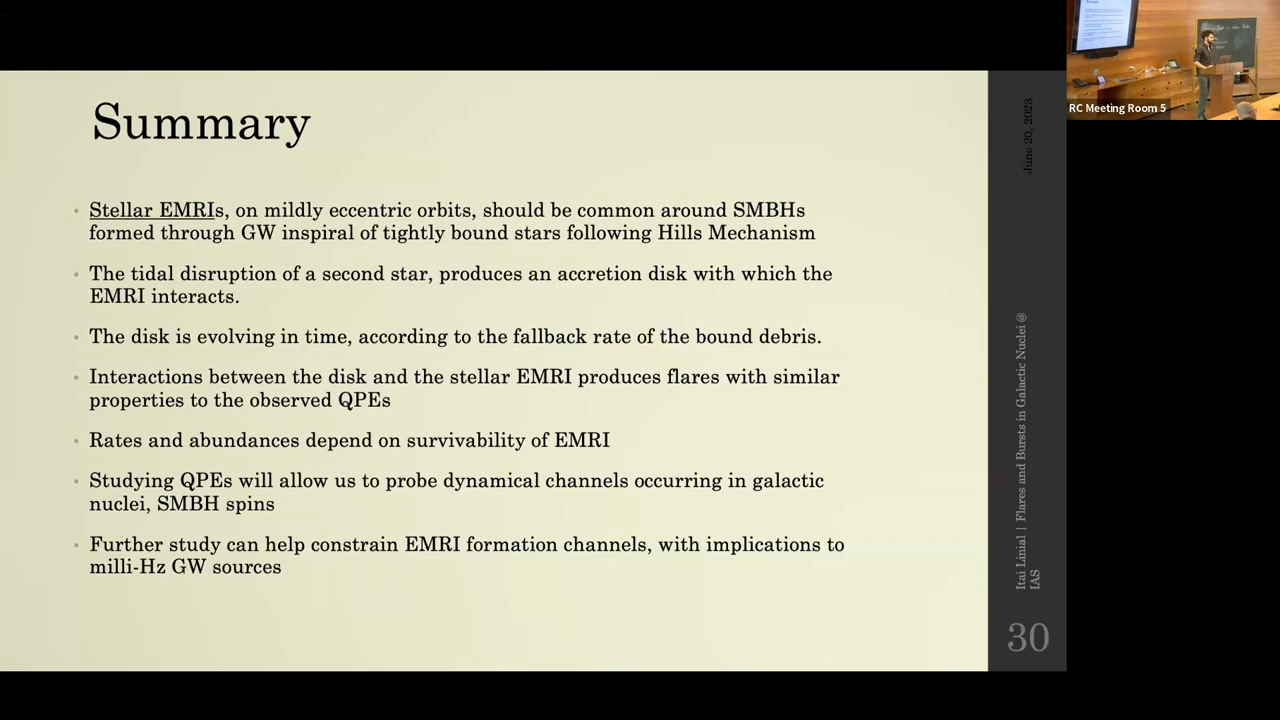 Summary
Stellar EMRIs, on mildly eccentric orbits, should be common around SMBHs
formed through GW inspiral of tightly bound stars following Hills Mechanism
The tidal disruption of a second star, produces an accretion disk with which the
EMRI interacts.
The disk is evolving in time, according to the fallback rate of the bound debris.
Interactions between the disk and the stellar EMRI produces flares with similar
properties to the observed QPEs
Rates and abundances depend on survivability of EMRI
Studying QPEs will allow us to probe dynamical channels occurring in galactic
nuclei, SMBH spins
Further study can help constrain EMRI formation channels, with implications to
milli-Hz GW sources
June 20, 2023
Itai Linial | Flares and Bursts in Galactic Nuclei @
IAS
30
RC Meeting Room 5